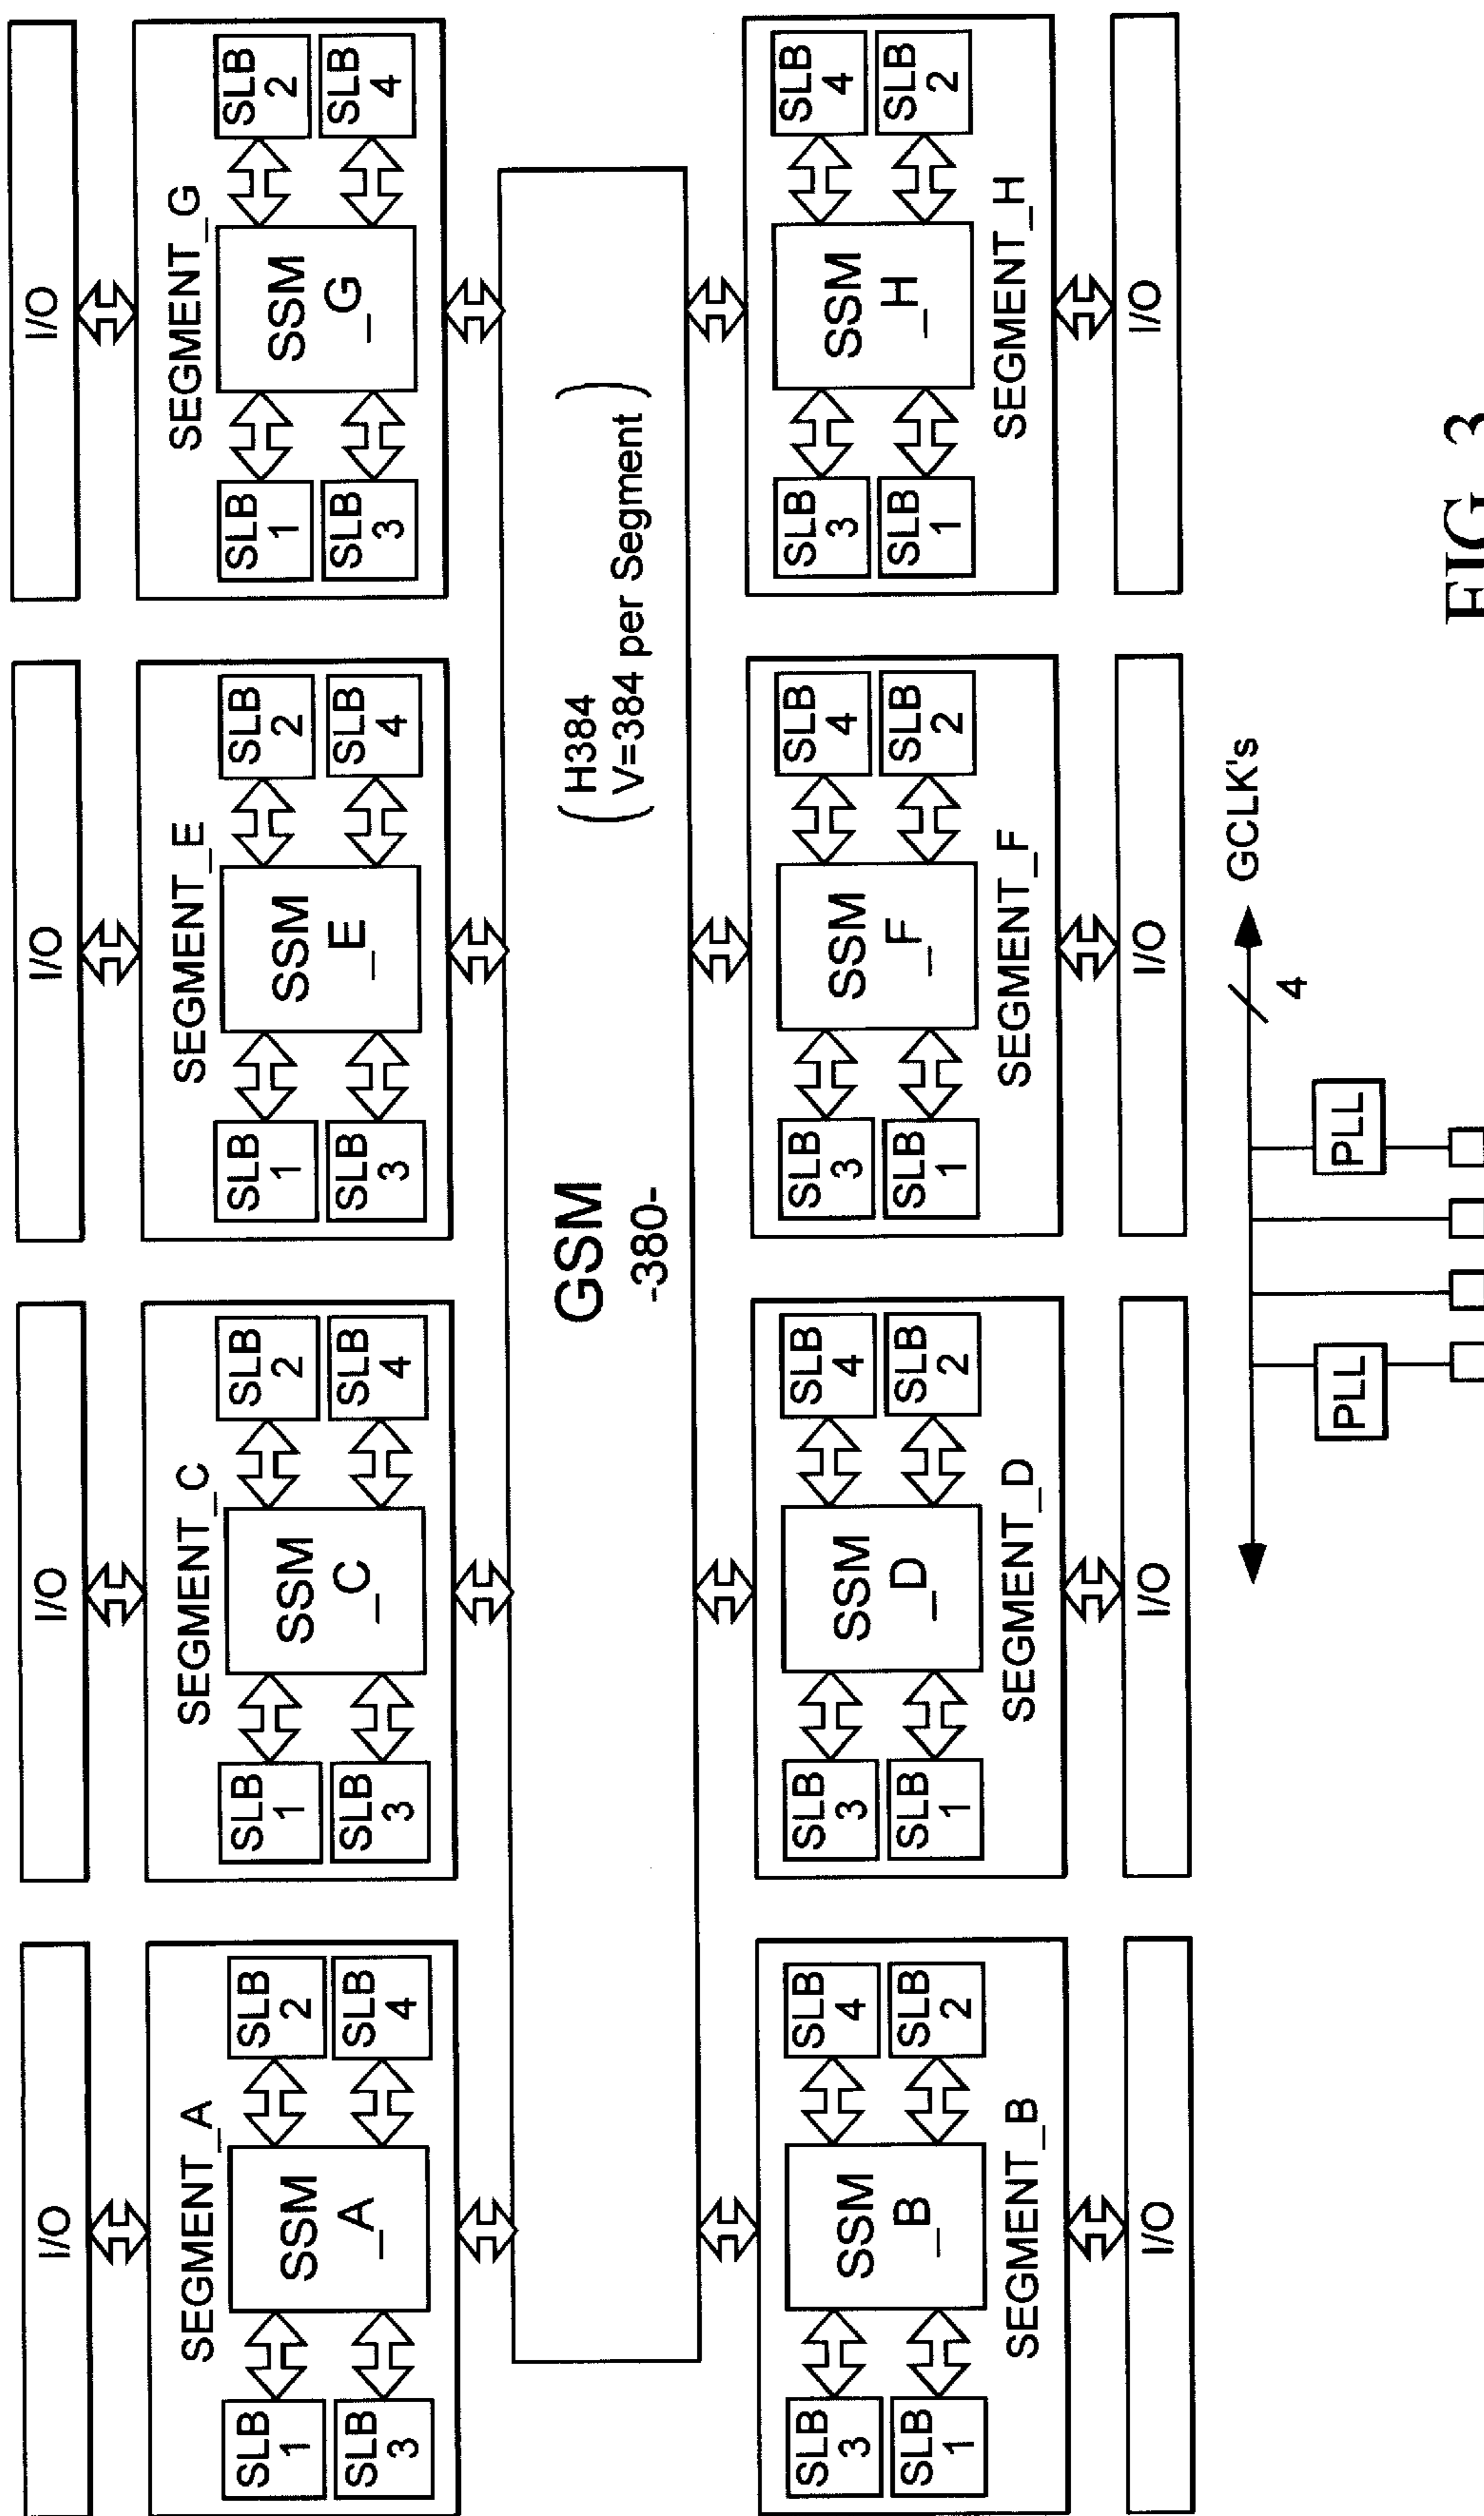 I/O
I/O
I/O
I/O
SEGMENT_A
SLB
1
SLB
2
SSM
_A
SLB
3
SLB
4
SEGMENT_C
SLB
1
SLB
2
SSM
_C
SLB
3
SLB
4
SEGMENT_E
SLB
1
SLB
2
SSM
_E
SLB
3
SLB
4
SEGMENT_G
SLB
1
SLB
2
SSM
_G
SLB
3
SLB
4
GSM
-380-
(H384
V=384 per Segment)
SLB
3
SLB
4
SSM
_B
SLB
1
SLB
2
SEGMENT_B
SLB
3
SLB
4
SSM
_D
SLB
1
SLB
2
SEGMENT_D
SLB
3
SLB
4
SSM
_F
SLB
1
SLB
2
SEGMENT_F
SLB
3
SLB
4
SSM
_H
SLB
1
SLB
2
SEGMENT_H
I/O
I/O
I/O
I/O
GCLK's
4
PLL
PLL
FIG. 3